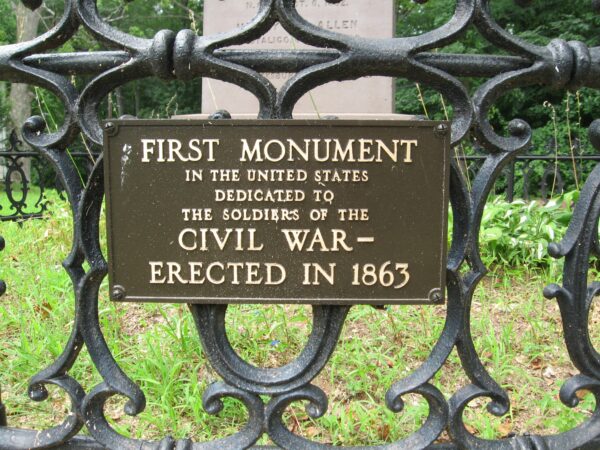 ALLEN
FIRST MONUMENT
IN THE UNITED STATES
DEDICATED TO
THE SOLDIERS OF THE
CIVIL WAR—
ERECTED IN 1863